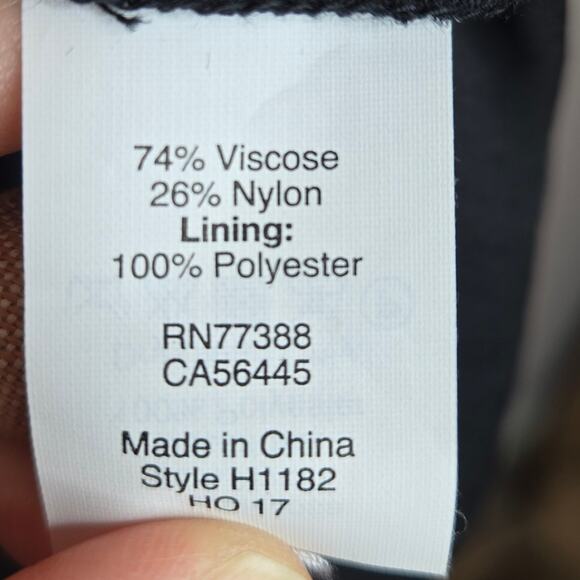 74% Viscose
26% Nylon
Lining:
100% Polyester
RN77388
CA56445
Made in China
Style H1182
HO 17